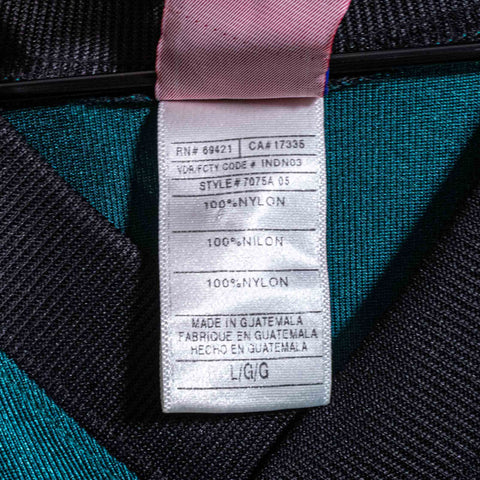 RN# 69421 CA# 17335
VDR/FCTY CODE # INDN03
STYLE # 7075A 05
100%NYLON
100%NILON
100%NYLON
MADE IN GUATEMALA
FABRIQUE EN GUATEMALA
HECHO EN GUATEMALA
L/G/G